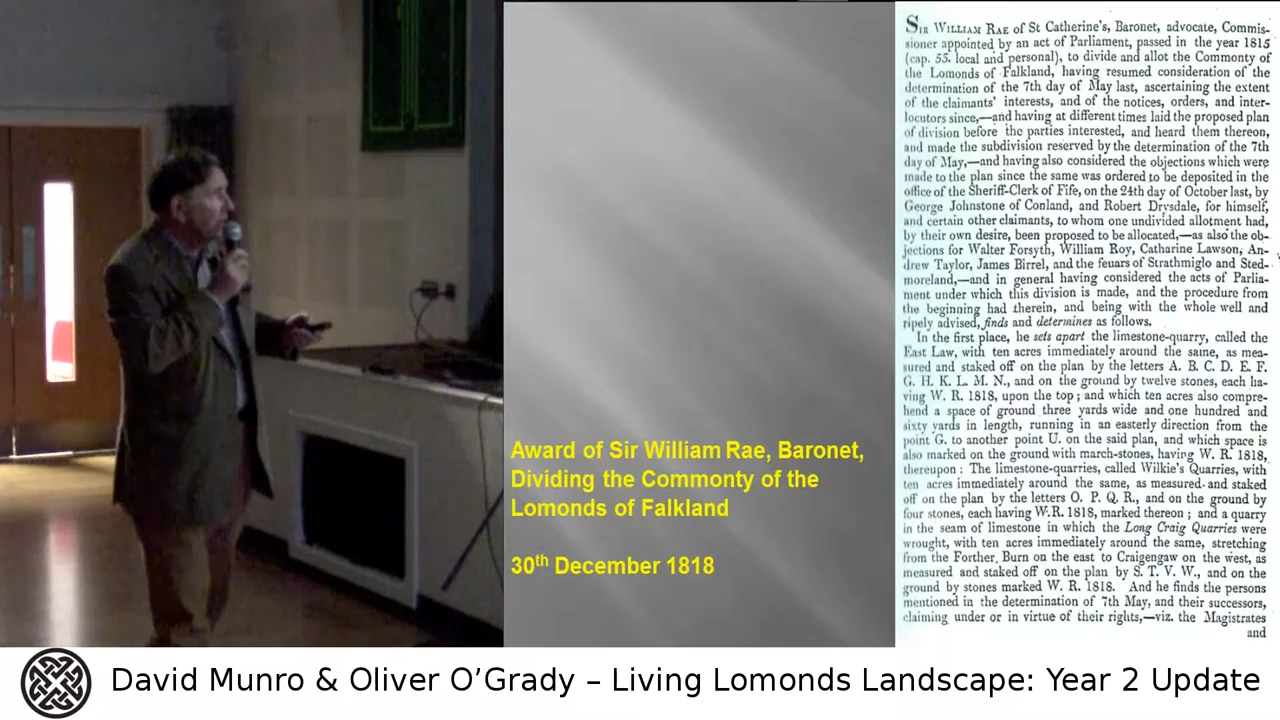 Award of Sir William Rae, Baronet,
Dividing the Commonty of the
Lomonds of Falkland
30th December 1818
SIR WILLIAM RAE of St Catherine's, Baronet, advocate, Commis-
sioner appointed by an act of Parliament, passed in the year 1815
(cap. 55. local and personal), to divide and allot the Commonty of
the Lomonds of Falkland, having resumed consideration of the
determination of the 7th day of May last, ascertaining the extent
of the claimants' interests, and of the notices, orders, and inter-
locutors since,—and having at different times laid the proposed plan
of division before the parties interested, and heard them thereon,
and made the subdivision reserved by the determination of the 7th
day of May,—and having also considered the objections which were
made to the plan since the same was ordered to be deposited in the
office of the Sheriff-Clerk of Fife, on the 24th day of October last, by
George Johnstone of Conland, and Robert Drysdale, for himself,
and certain other claimants, to whom one undivided allotment had,
by their own desire, been proposed to be allocated,—as also the ob-
jections for Walter Forsyth, William Roy, Catharine Lawson, An-
drew Taylor, James Birrel, and the feuars of Strathmiglo and Sted-
moreland,—and in general having considered the acts of Parlia-
ment under which this division is made, and the procedure from
the beginning had therein, and being with the whole well and
ripely advised, finds and determines as follows.
In the first place, he sets apart the limestone-quarry, called the
East Law, with ten acres immediately around the same, as mea-
sured and staked off on the plan by the letters A. B. C. D. E. F.
G. H. K. L. M. N., and on the ground by twelve stones, each ha-
ving W. R. 1818, upon the top; and which ten acres also compre-
hend a space of ground three yards wide and one hundred and
sixty yards in length, running in an easterly direction from the
point G. to another point U. on the said plan, and which space is
also marked on the ground with march-stones, having W. R. 1818,
thereupon: The limestone-quarries, called Wilkie's Quarries, with
ten acres immediately around the same, as measured and staked
off on the plan by the letters O. P. Q. R., and on the ground by
four stones, each having W.R. 1818, marked thereon; and a quarry
in the seam of limestone in which the Long Craig Quarries were
wrought, with ten acres immediately around the same, stretching
from the Forther, Burn on the east to Craigengaw on the west, as
measured and staked off on the plan by S. T. V. W., and on the
ground by stones marked W. R. 1818. And he finds the persons
mentioned in the determination of 7th May, and their successors,
claiming under or in virtue of their rights,—viz. the Magistrates
and
David Munro & Oliver O'Grady – Living Lomonds Landscape: Year 2 Update